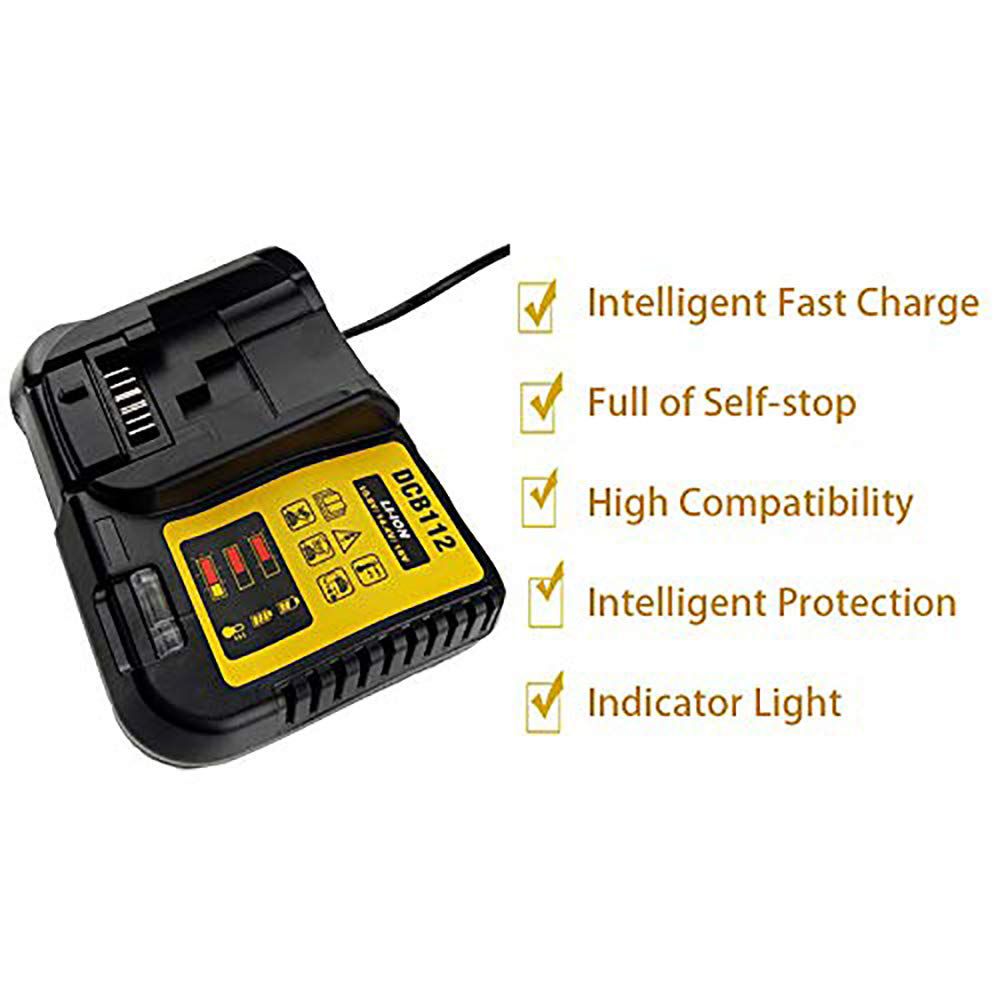 DCB112
LI-ION
Intelligent Fast Charge
Full of Self-stop
High Compatibility
Intelligent Protection
Indicator Light